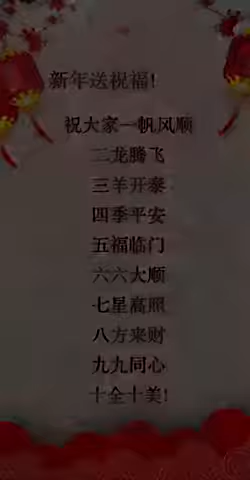 新年送祝福!
祝大家一帆风顺
二龙腾飞
三羊开泰
四季平安
五福临门
六六大顺
七星高照
八方来财
九九同心
十全十美!